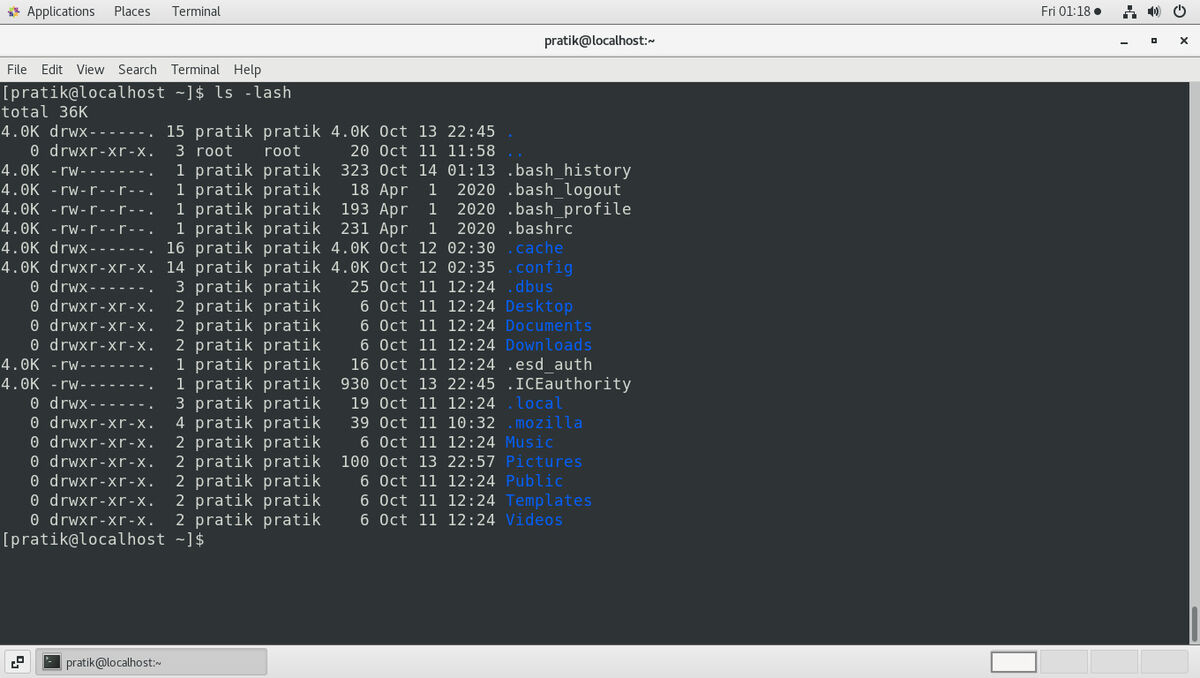 Applications Places Terminal Fri 01:18
pratik@localhost:~
File Edit View Search Terminal Help
[pratik@localhost ~]$ ls -lash
total 36K
4.0K drwx------. 15 pratik pratik 4.0K Oct 13 22:45 .
   0 drwxr-xr-x.  3 root   root     20 Oct 11 11:58 ..
4.0K -rw-------.  1 pratik pratik  323 Oct 14 01:13 .bash_history
4.0K -rw-r--r--.  1 pratik pratik   18 Apr  1  2020 .bash_logout
4.0K -rw-r--r--.  1 pratik pratik  193 Apr  1  2020 .bash_profile
4.0K -rw-r--r--.  1 pratik pratik  231 Apr  1  2020 .bashrc
4.0K drwx------. 16 pratik pratik 4.0K Oct 12 02:30 .cache
4.0K drwxr-xr-x. 14 pratik pratik 4.0K Oct 12 02:35 .config
   0 drwx------.  3 pratik pratik   25 Oct 11 12:24 .dbus
   0 drwxr-xr-x.  2 pratik pratik    6 Oct 11 12:24 Desktop
   0 drwxr-xr-x.  2 pratik pratik    6 Oct 11 12:24 Documents
   0 drwxr-xr-x.  2 pratik pratik    6 Oct 11 12:24 Downloads
4.0K -rw-------.  1 pratik pratik   16 Oct 11 12:24 .esd_auth
4.0K -rw-------.  1 pratik pratik  930 Oct 13 22:45 .ICEauthority
   0 drwx------.  3 pratik pratik   19 Oct 11 12:24 .local
   0 drwxr-xr-x.  4 pratik pratik   39 Oct 11 10:32 .mozilla
   0 drwxr-xr-x.  2 pratik pratik    6 Oct 11 12:24 Music
   0 drwxr-xr-x.  2 pratik pratik  100 Oct 13 22:57 Pictures
   0 drwxr-xr-x.  2 pratik pratik    6 Oct 11 12:24 Public
   0 drwxr-xr-x.  2 pratik pratik    6 Oct 11 12:24 Templates
   0 drwxr-xr-x.  2 pratik pratik    6 Oct 11 12:24 Videos
[pratik@localhost ~]$
pratik@localhost:~